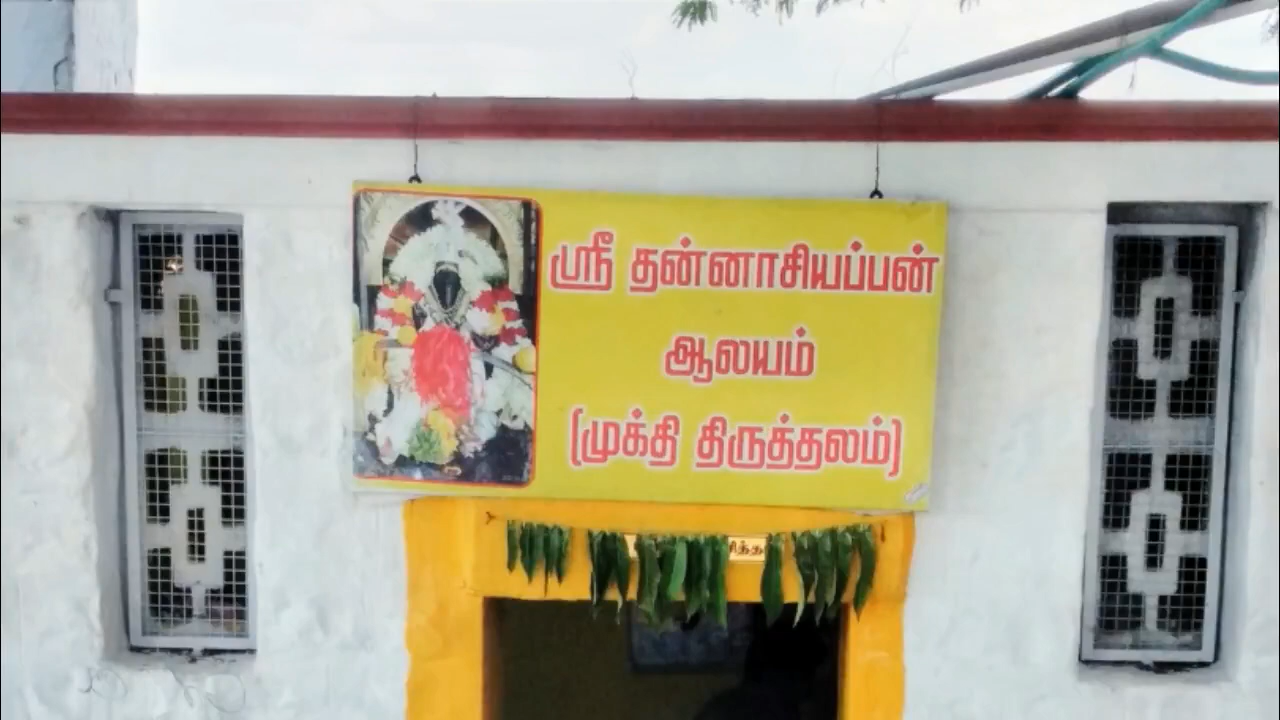 ஸ்ரீ தன்னாசியப்பன்
ஆலயம்
(முக்தி திருத்தலம்)